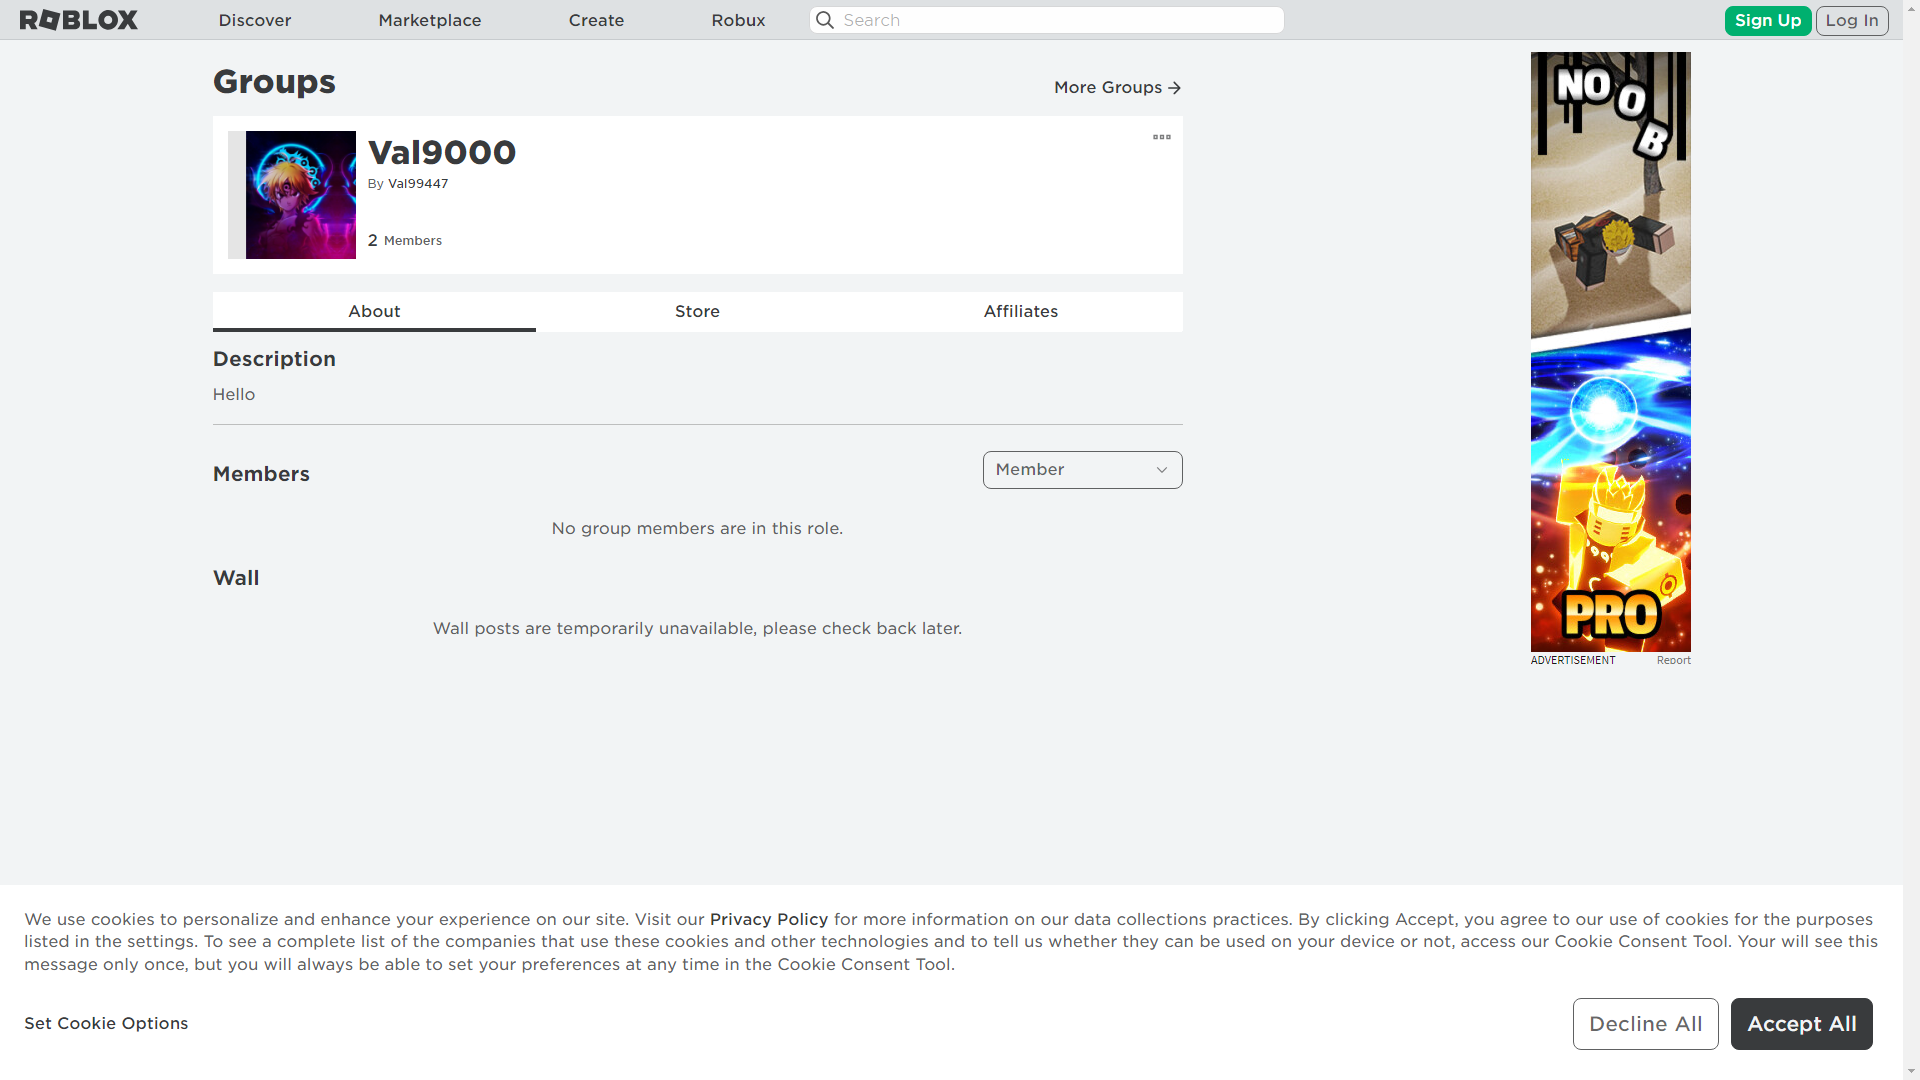 ROBLOX Discover Marketplace Create Robux Search Sign Up Log In
Groups
More Groups
Val9000
By Val99447
2 Members
About Store Affiliates
Description
Hello
Members
Member
No group members are in this role.
Wall
Wall posts are temporarily unavailable, please check back later.
NOOB
PRO
ADVERTISEMENT Report
We use cookies to personalize and enhance your experience on our site. Visit our Privacy Policy for more information on our data collections practices. By clicking Accept, you agree to our use of cookies for the purposes
listed in the settings. To see a complete list of the companies that use these cookies and other technologies and to tell us whether they can be used on your device or not, access our Cookie Consent Tool. Your will see this
message only once, but you will always be able to set your preferences at any time in the Cookie Consent Tool.
Set Cookie Options
Decline All
Accept All